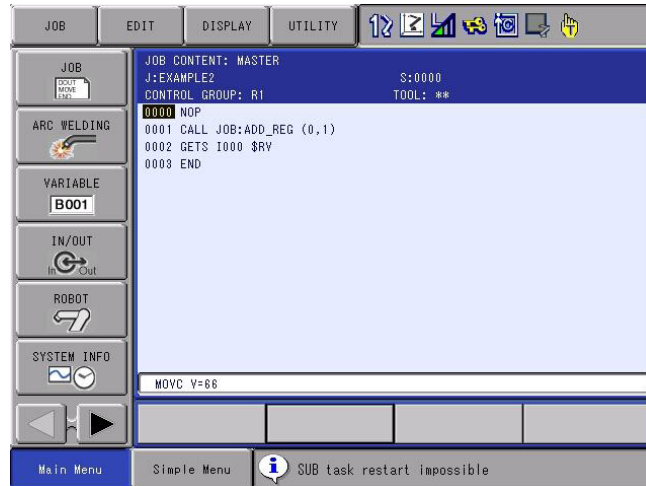 JOB
EDIT
DISPLAY
UTILITY
JOB
DOUT
MOVE
END
ARC WELDING
VARIABLE
B001
IN/OUT
In Out
ROBOT
SYSTEM INFO
JOB CONTENT: MASTER
J:EXAMPLE2 S:0000
CONTROL GROUP: R1 TOOL: **
0000 NOP
0001 CALL JOB:ADD_REG (0,1)
0002 GETS I000 $RV
0003 END
MOVC V=66
Main Menu
Simple Menu
SUB task restart impossible